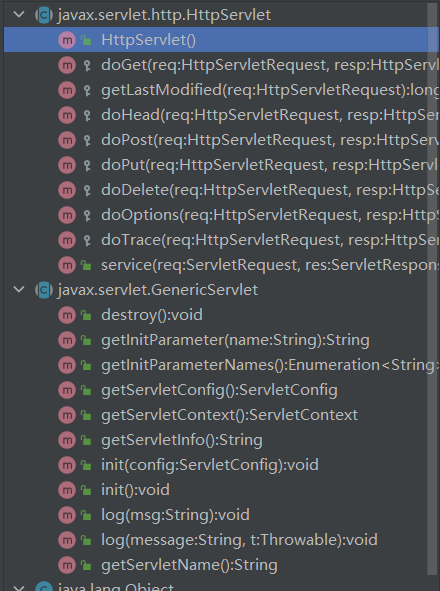 javax.servlet.http.HttpServlet
m HttpServlet()
m doGet(req:HttpServletRequest, resp:HttpServl
m getLastModified(req:HttpServletRequest):long
m doHead(req:HttpServletRequest, resp:HttpSer
m doPost(req:HttpServletRequest, resp:HttpServ
m doPut(req:HttpServletRequest, resp:HttpServl
m doDelete(req:HttpServletRequest, resp:HttpSe
m doOptions(req:HttpServletRequest, resp:HttpS
m doTrace(req:HttpServletRequest, resp:HttpSer
m service(req:ServletRequest, res:ServletRespon
javax.servlet.GenericServlet
m destroy():void
m getInitParameter(name:String):String
m getInitParameterNames():Enumeration<String>
m getServletConfig():ServletConfig
m getServletContext():ServletContext
m getServletInfo():String
m init(config:ServletConfig):void
m init():void
m log(msg:String):void
m log(message:String, t:Throwable):void
m getServletName():String
java.lang.Object